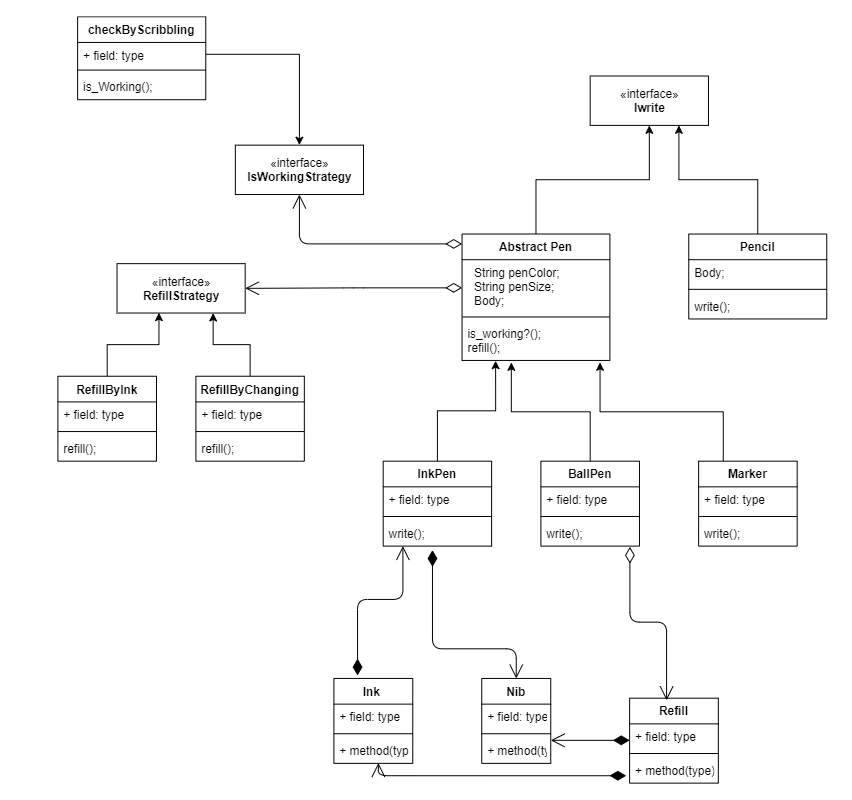 checkByScribbling
+ field: type
is_Working();
«interface»
Iwrite
«interface»
IsWorkingStrategy
Abstract Pen
String penColor;
String penSize;
Body;
is_working?();
refill();
Pencil
Body;
write();
«interface»
RefillStrategy
RefillByInk
+ field: type
refill();
RefillByChanging
+ field: type
refill();
InkPen
+ field: type
write();
BallPen
+ field: type
write();
Marker
+ field: type
write();
Ink
+ field: type
+ method(typ
Nib
+ field: type
+ method(ty
Refill
+ field: type
+ method(type)